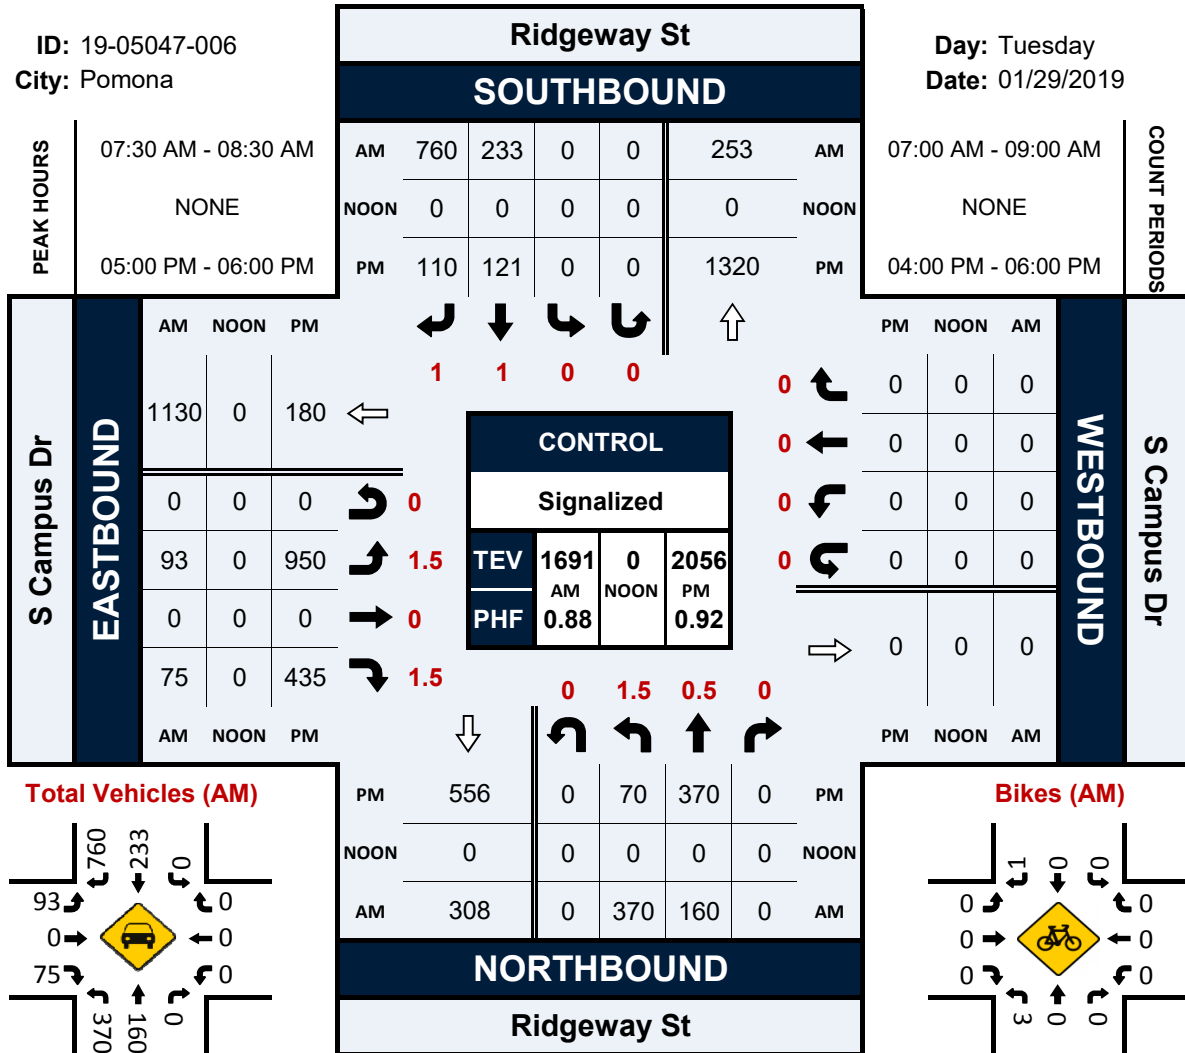 ID: 19-05047-006
City: Pomona
Ridgeway St
SOUTHBOUND
Day: Tuesday
Date: 01/29/2019
PEAK HOURS
07:30 AM - 08:30 AM
NONE
05:00 PM - 06:00 PM
AM 760 233 0 0 253 AM
NOON 0 0 0 0 0 NOON
PM 110 121 0 0 1320 PM
07:00 AM - 09:00 AM
NONE
04:00 PM - 06:00 PM
COUNT PERIODS
1 1 0 0
S Campus Dr
EASTBOUND
AM NOON PM
1130 0 180
0 0 0 0
93 0 950 1.5
0 0 0 0
75 0 435 1.5
AM NOON PM
CONTROL
Signalized
TEV 1691 0 2056
AM NOON PM
PHF 0.88 0.92
PM NOON AM
0 0 0 0
0 0 0 0
0 0 0 0
0 0 0 0
0 0 0
PM NOON AM
WESTBOUND
S Campus Dr
0 1.5 0.5 0
PM 556 0 70 370 0 PM
NOON 0 0 0 0 0 NOON
AM 308 0 370 160 0 AM
NORTHBOUND
Ridgeway St
Total Vehicles (AM)
760 233 0
93 0
0 0
75 0
370 160 0
Bikes (AM)
1 0 0
0 0
0 0
0 0
3 0 0